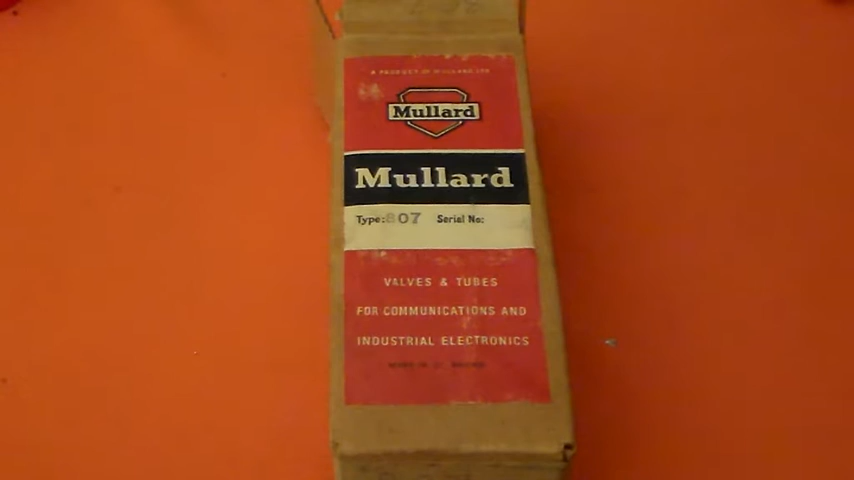 A PRODUCT OF MULLARD LTD
Mullard
Mullard
Type: 807 Serial No:
VALVES & TUBES
FOR COMMUNICATIONS AND
INDUSTRIAL ELECTRONICS